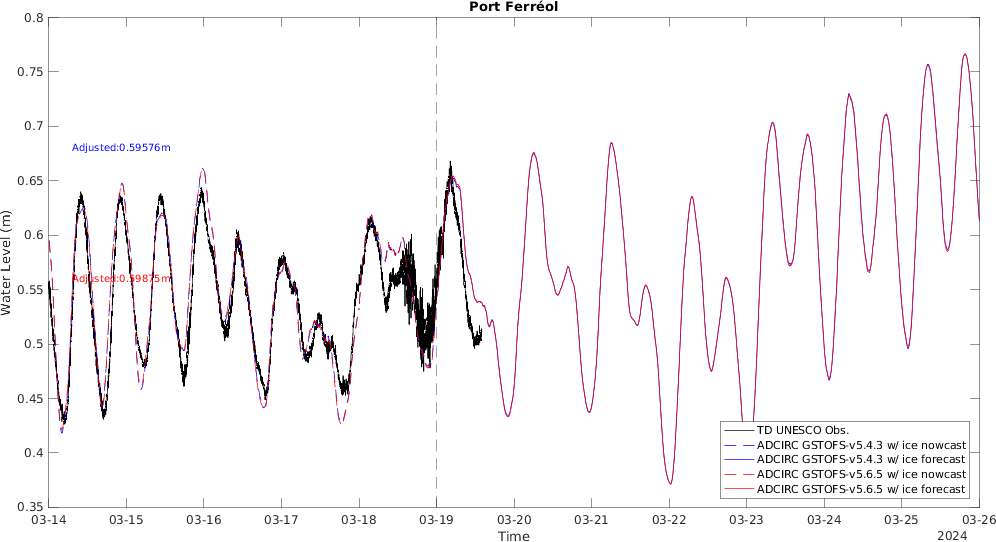 Port Ferréol
0.8
0.75
0.7
0.65
0.6
0.55
0.5
0.45
0.4
0.35
Water Level (m)
Adjusted:0.59576m
Adjusted:0.59875m
TD UNESCO Obs.
ADCIRC GSTOFS-v5.4.3 w/ ice nowcast
ADCIRC GSTOFS-v5.4.3 w/ ice forecast
ADCIRC GSTOFS-v5.6.5 w/ ice nowcast
ADCIRC GSTOFS-v5.6.5 w/ ice forecast
03-14 03-15 03-16 03-17 03-18 03-19 03-20 03-21 03-22 03-23 03-24 03-25 03-26
Time
2024